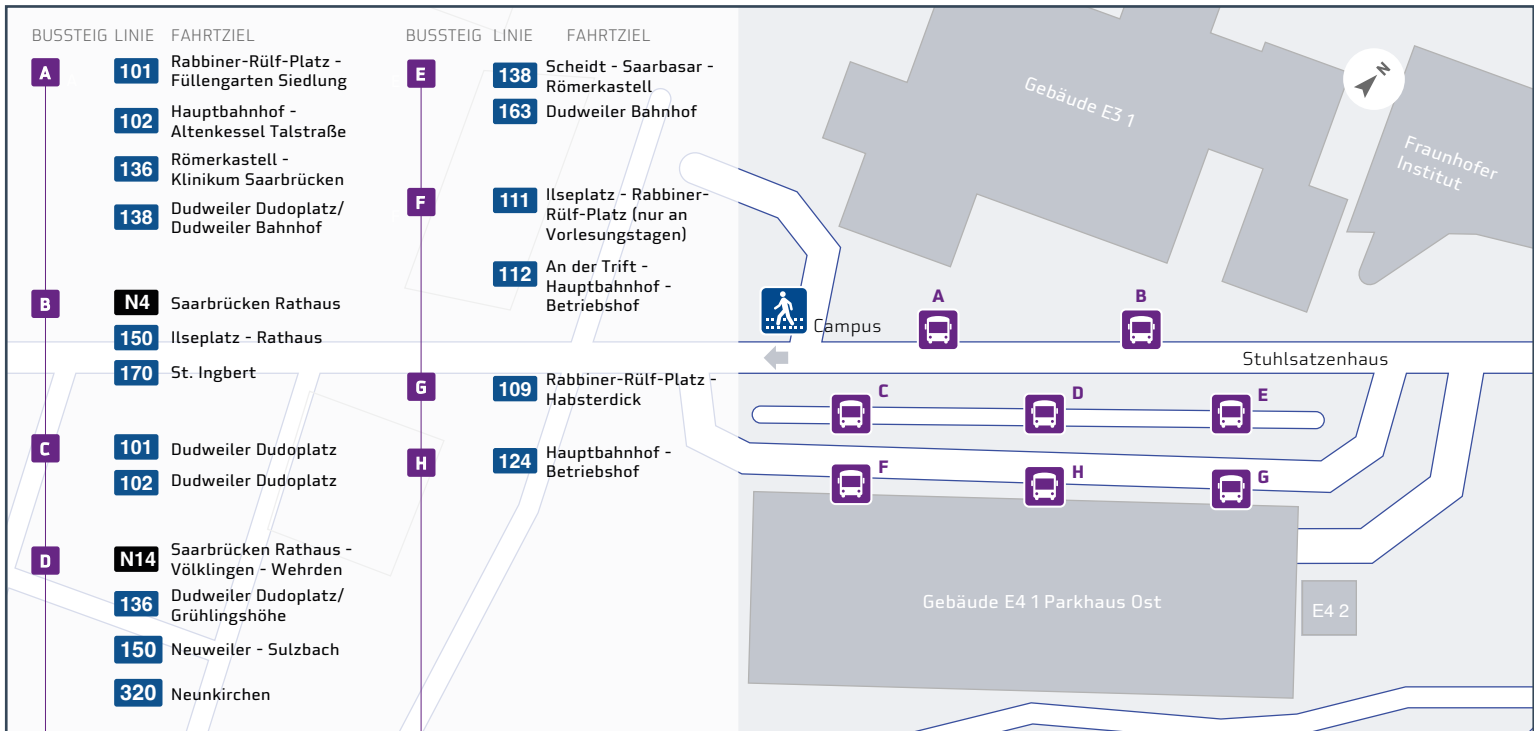 BUSSTEIG LINIE FAHRTZIEL
A
101 Rabbiner-Rülf-Platz -
Füllengarten Siedlung
102 Hauptbahnhof -
Altenkessel Talstraße
136 Römerkastell -
Klinikum Saarbrücken
138 Dudweiler Dudoplatz/
Dudweiler Bahnhof
B
N4 Saarbrücken Rathaus
150 Ilseplatz - Rathaus
170 St. Ingbert
C
101 Dudweiler Dudoplatz
102 Dudweiler Dudoplatz
D
N14 Saarbrücken Rathaus -
Völklingen - Wehrden
136 Dudweiler Dudoplatz/
Grühlingshöhe
150 Neuweiler - Sulzbach
320 Neunkirchen
BUSSTEIG LINIE FAHRTZIEL
E
138 Scheidt - Saarbasar -
Römerkastell
163 Dudweiler Bahnhof
F
111 Ilseplatz - Rabbiner-
Rülf-Platz (nur an
Vorlesungstagen)
112 An der Trift -
Hauptbahnhof -
Betriebshof
G
109 Rabbiner-Rülf-Platz -
Habsterdick
H
124 Hauptbahnhof -
Betriebshof
Gebäude E3 1
N
Fraunhofer
Institut
A
B
Campus
Stuhlsatzenhaus
C
D
E
F
H
G
Gebäude E4 1 Parkhaus Ost
E4 2